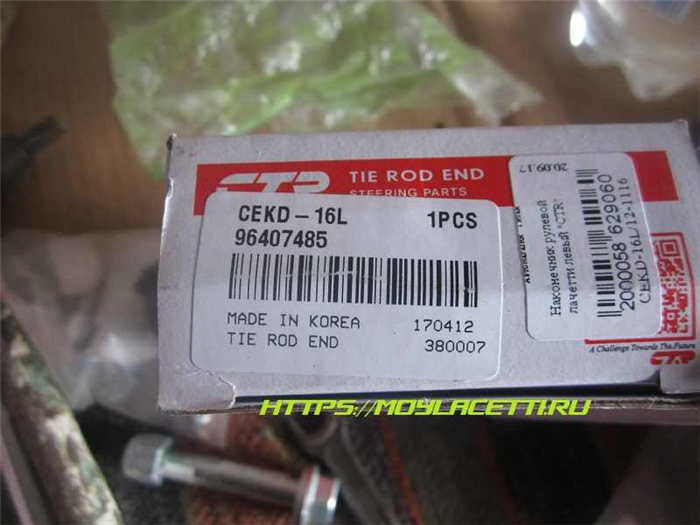 CTR
TIE ROD END
STEERING PARTS
CEKD-16L 1PCS
96407485
MADE IN KOREA 170412
TIE ROD END 380007
20.09.17
Наконечник рулевой
лачетти левый "CTR"
2000058 629060
CEKD-16L/12-1116
A Challenge Towards The Future
HTTPS://MOYLACETTI.RU